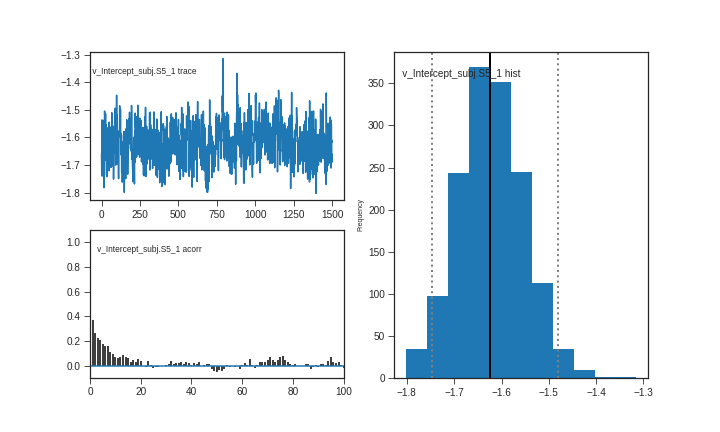 −1.3
−1.4
−1.5
−1.6
−1.7
−1.8
v_Intercept_subj.S5_1 trace
0 250 500 750 1000 1250 1500
1.0
0.8
0.6
0.4
0.2
0.0
v_Intercept_subj.S5_1 acorr
0 20 40 60 80 100
Frequency
350
300
250
200
150
100
50
0
v_Intercept_subj.S5_1 hist
−1.8 −1.7 −1.6 −1.5 −1.4 −1.3